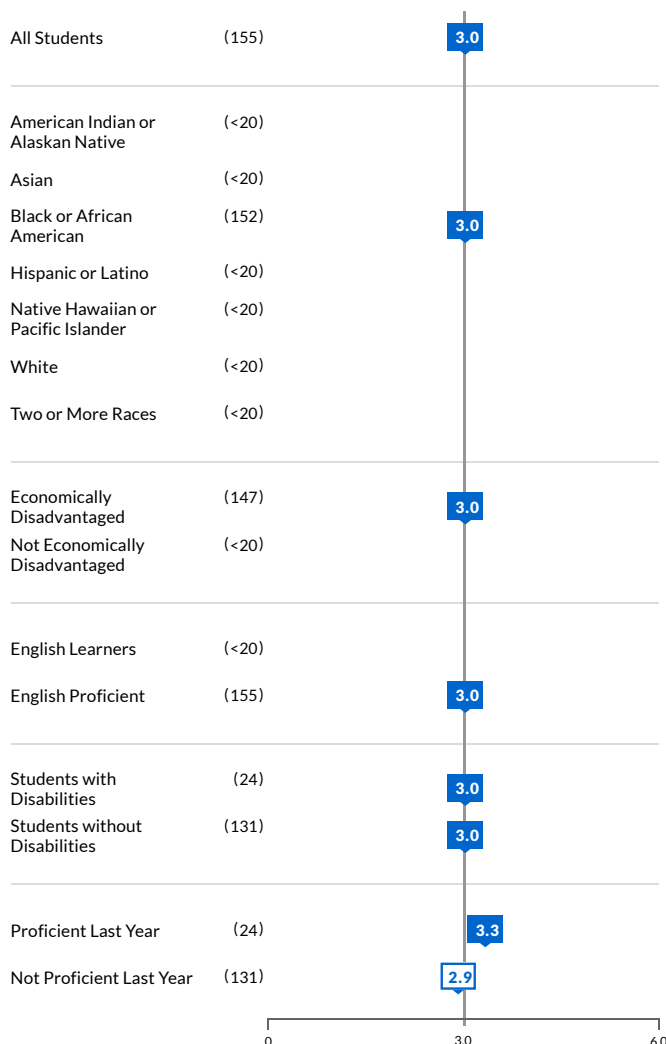 All Students (155) 3.0
American Indian or (<20)
Alaskan Native
Asian (<20)
Black or African (152) 3.0
American
Hispanic or Latino (<20)
Native Hawaiian or (<20)
Pacific Islander
White (<20)
Two or More Races (<20)
Economically (147) 3.0
Disadvantaged
Not Economically (<20)
Disadvantaged
English Learners (<20)
English Proficient (155) 3.0
Students with (24) 3.0
Disabilities
Students without (131) 3.0
Disabilities
Proficient Last Year (24) 3.3
Not Proficient Last Year (131) 2.9
0 3.0 6.0